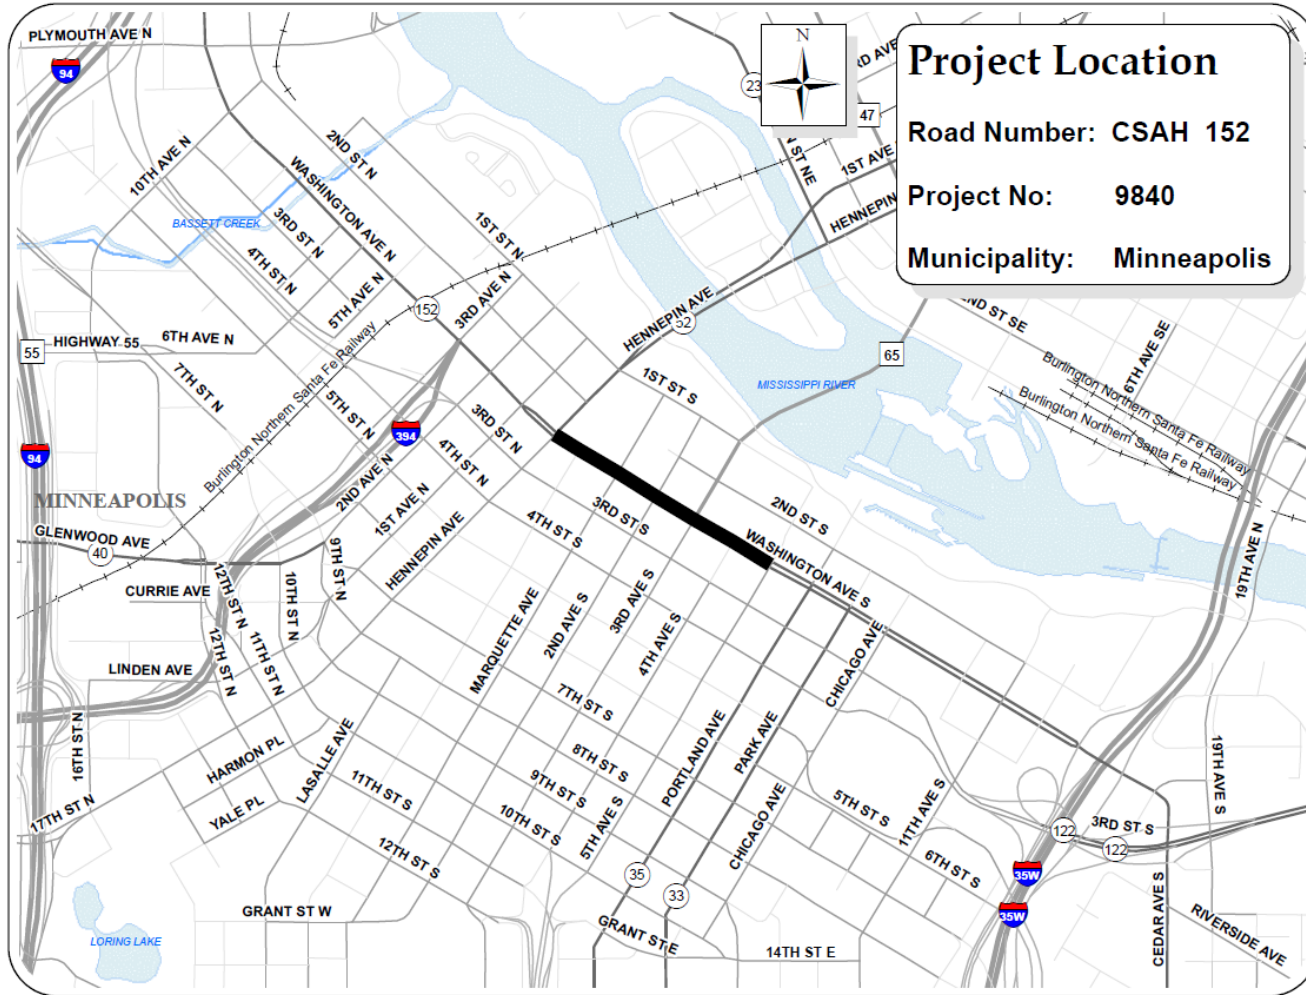 PLYMOUTH AVE N
94
N
Project Location
Road Number: CSAH 152
Project No: 9840
Municipality: Minneapolis
23
47
RD AVE
1ST AVE
N ST NE
HENNEPIN
10TH AVE N
2ND ST N
WASHINGTON AVE N
BASSETT CREEK
3RD ST N
4TH ST N
1ST ST N
5TH AVE N
3RD AVE N
152
HENNEPIN AVE
52
55
HIGHWAY 55
6TH AVE N
7TH ST N
Burlington Northern Santa Fe Railway
65
ND ST SE
6TH AVE SE
Burlington Northern Santa Fe Railway
Burlington Northern Santa Fe Railway
MISSISSIPPI RIVER
1ST ST S
5TH ST N
394
3RD ST N
4TH ST N
94
MINNEAPOLIS
2ND AVE N
1ST AVE N
HENNEPIN AVE
GLENWOOD AVE
40
9TH ST N
10TH ST N
12TH ST N
CURRIE AVE
12TH ST N
11TH ST N
LINDEN AVE
16TH ST N
17TH ST N
HARMON PL
YALE PL
LASALLE AVE
4TH ST S
3RD ST S
2ND ST S
WASHINGTON AVE S
MARQUETTE AVE
2ND AVE S
3RD AVE S
4TH AVE S
CHICAGO AVE
19TH AVE N
7TH ST S
8TH ST S
9TH ST S
10TH ST S
11TH ST S
12TH ST S
5TH AVE S
PORTLAND AVE
PARK AVE
CHICAGO AVE
5TH ST S
11TH AVE S
6TH ST S
19TH AVE S
122
3RD ST S
122
35W
35W
35
33
GRANT ST W
GRANT ST E
14TH ST E
LORING LAKE
CEDAR AVE S
RIVERSIDE AVE